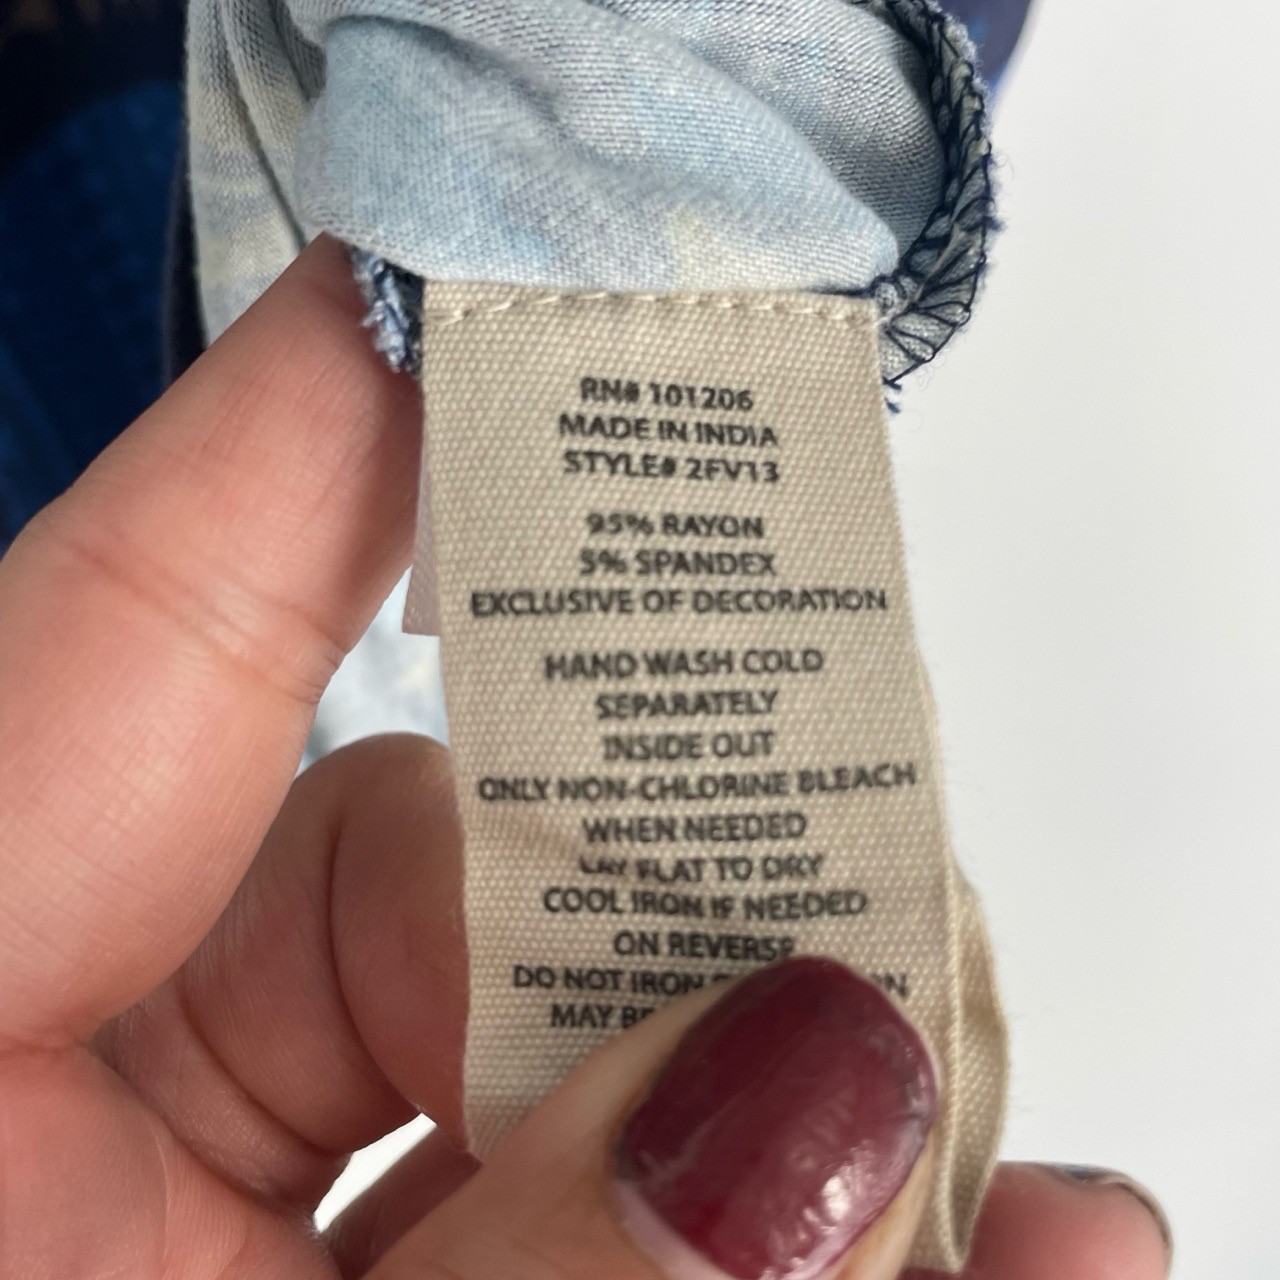 RN# 101206
MADE IN INDIA
STYLE# 2FV13
95% RAYON
5% SPANDEX
EXCLUSIVE OF DECORATION
HAND WASH COLD
SEPARATELY
INSIDE OUT
ONLY NON-CHLORINE BLEACH
WHEN NEEDED
LAY FLAT TO DRY
COOL IRON IF NEEDED
ON REVERSE
DO NOT IRON
MAY